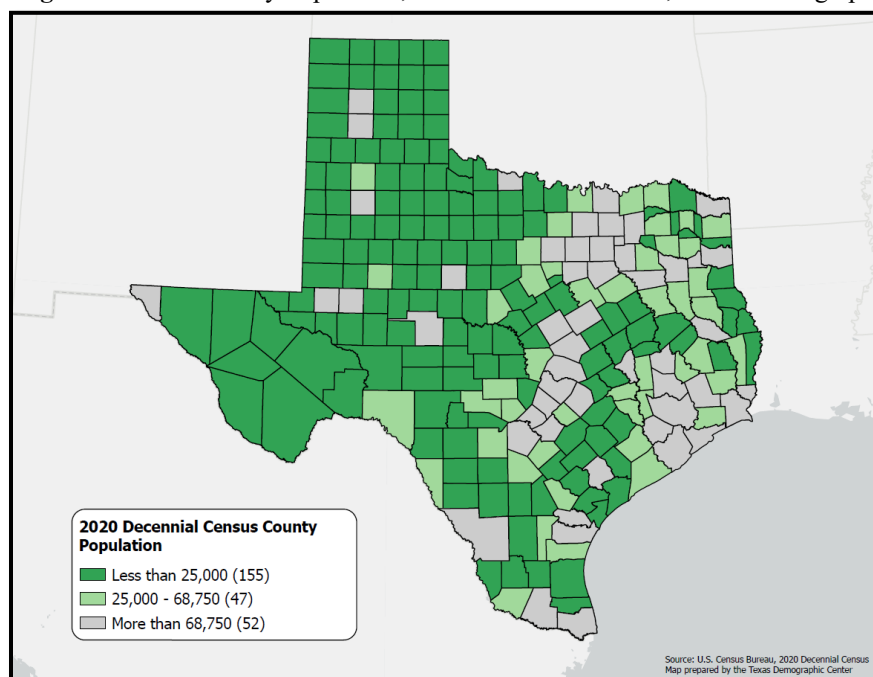 2020 Decennial Census County
Population
Less than 25,000 (155)
25,000 - 68,750 (47)
More than 68,750 (52)
Source: U.S. Census Bureau, 2020 Decennial Census
Map prepared by the Texas Demographic Center